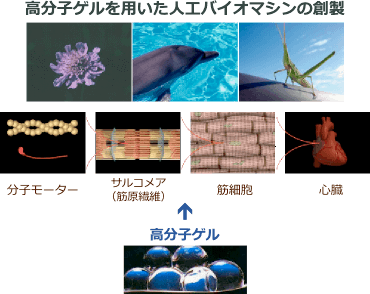 高分子ゲルを用いた人工バイオマシンの創製
分子モーター
サルコメア
(筋原繊維)
筋細胞
心臓
高分子ゲル